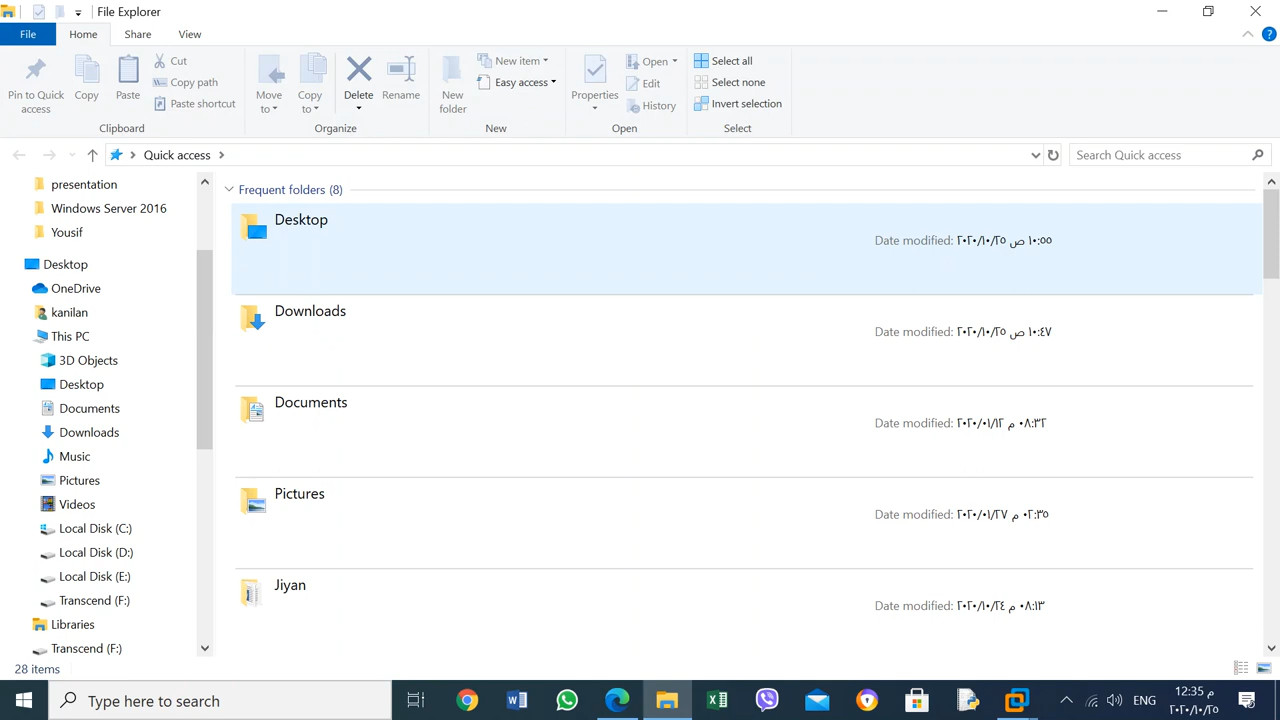 File Explorer
File
Home
Share
View
Pin to Quick access
Copy
Paste
Cut
Copy path
Paste shortcut
Clipboard
Move to
Copy to
Delete
Rename
Organize
New folder
New item
Easy access
New
Properties
Open
Edit
History
Open
Select all
Select none
Invert selection
Select
Quick access
Search Quick access
presentation
Windows Server 2016
Yousif
Desktop
OneDrive
kanilan
This PC
3D Objects
Desktop
Documents
Downloads
Music
Pictures
Videos
Local Disk (C:)
Local Disk (D:)
Local Disk (E:)
Transcend (F:)
Libraries
Transcend (F:)
Frequent folders (8)
Desktop
Date modified: ٢٠٢٠/١٠/٢٥ ص ١٠:٥٥
Downloads
Date modified: ٢٠٢٠/١٠/٢٥ ص ١٠:٤٧
Documents
Date modified: ٢٠٢٠/٠١/١٢ م ٠٨:٣٢
Pictures
Date modified: ٢٠٢٠/٠١/٢٧ م ٠٢:٣٥
Jiyan
Date modified: ٢٠٢٠/١٠/٢٤ م ٠٨:١٣
28 items
Type here to search
ENG
12:35 م
٢٠٢٠/١٠/٢٥